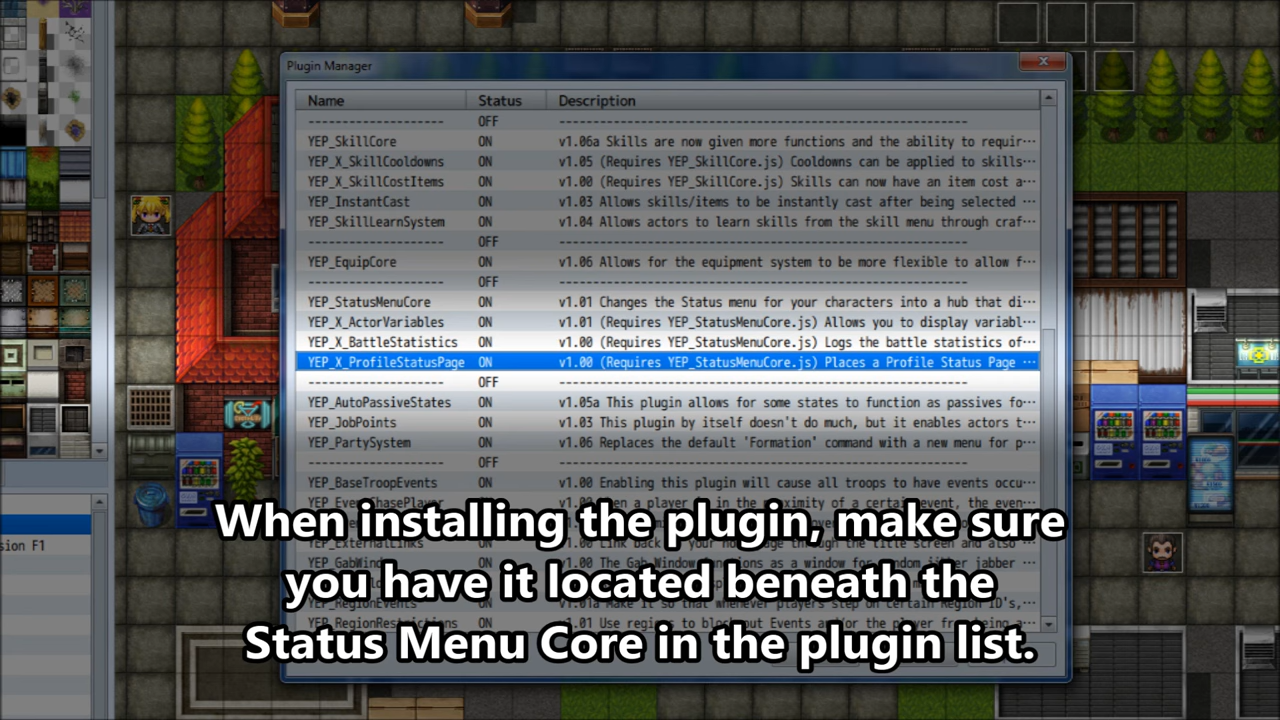 Plugin Manager
Name Status Description
-------------------- OFF ------------------------------------------------------------
YEP_SkillCore ON v1.06a Skills are now given more functions and the ability to requir···
YEP_X_SkillCooldowns ON v1.05 (Requires YEP_SkillCore.js) Cooldowns can be applied to skills···
YEP_X_SkillCostItems ON v1.00 (Requires YEP_SkillCore.js) Skills can now have an item cost a···
YEP_InstantCast ON v1.03 Allows skills/items to be instantly cast after being selected ···
YEP_SkillLearnSystem ON v1.04 Allows actors to learn skills from the skill menu through craf···
-------------------- OFF ------------------------------------------------------------
YEP_EquipCore ON v1.06 Allows for the equipment system to be more flexible to allow f···
-------------------- OFF ------------------------------------------------------------
YEP_StatusMenuCore ON v1.01 Changes the Status menu for your characters into a hub that di···
YEP_X_ActorVariables ON v1.01 (Requires YEP_StatusMenuCore.js) Allows you to display variabl···
YEP_X_BattleStatistics ON v1.00 (Requires YEP_StatusMenuCore.js) Logs the battle statistics of···
YEP_X_ProfileStatusPage ON v1.00 (Requires YEP_StatusMenuCore.js) Places a Profile Status Page ···
-------------------- OFF ------------------------------------------------------------
YEP_AutoPassiveStates ON v1.05a This plugin allows for some states to function as passives fo···
YEP_JobPoints ON v1.03 This plugin by itself doesn't do much, but it enables actors t···
YEP_PartySystem ON v1.06 Replaces the default 'Formation' command with a new menu for p···
-------------------- OFF ------------------------------------------------------------
YEP_BaseTroopEvents ON v1.00 Enabling this plugin will cause all troops to have events occu···
When installing the plugin, make sure
you have it located beneath the
Status Menu Core in the plugin list.
YEP_RegionRestrictions
sion F1